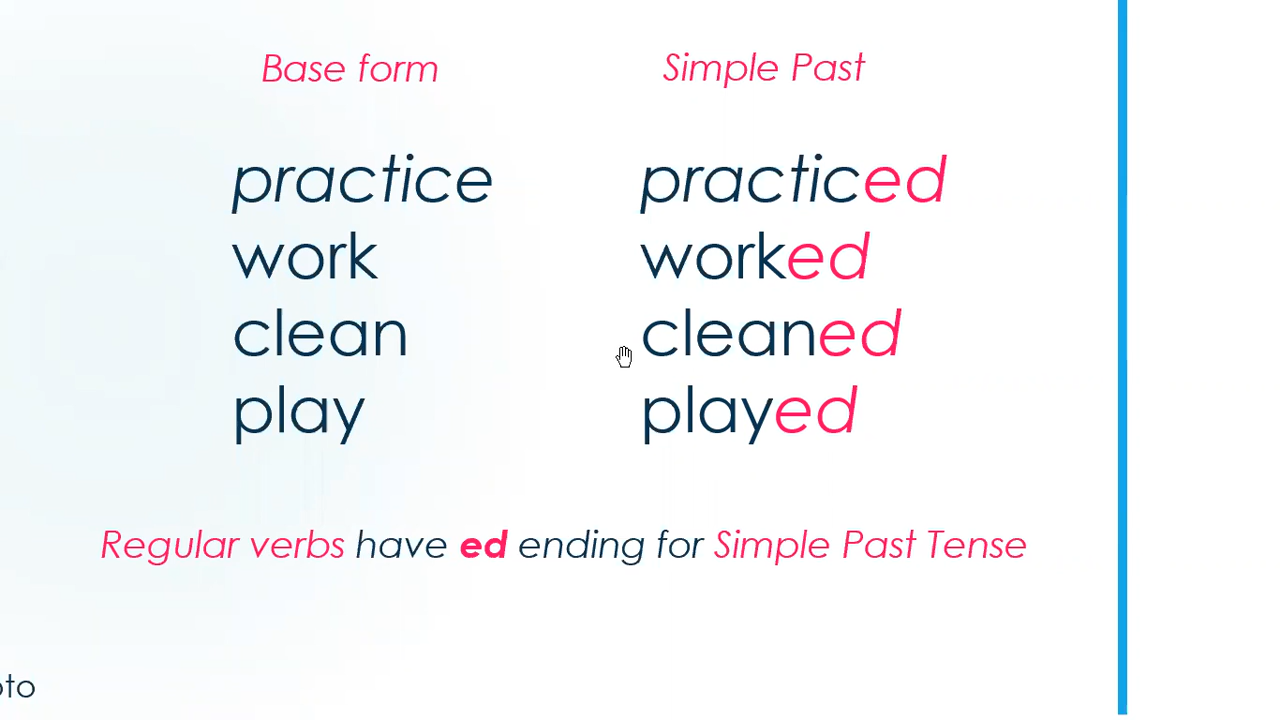 Base form Simple Past
practice practiced
work worked
clean cleaned
play played
Regular verbs have ed ending for Simple Past Tense